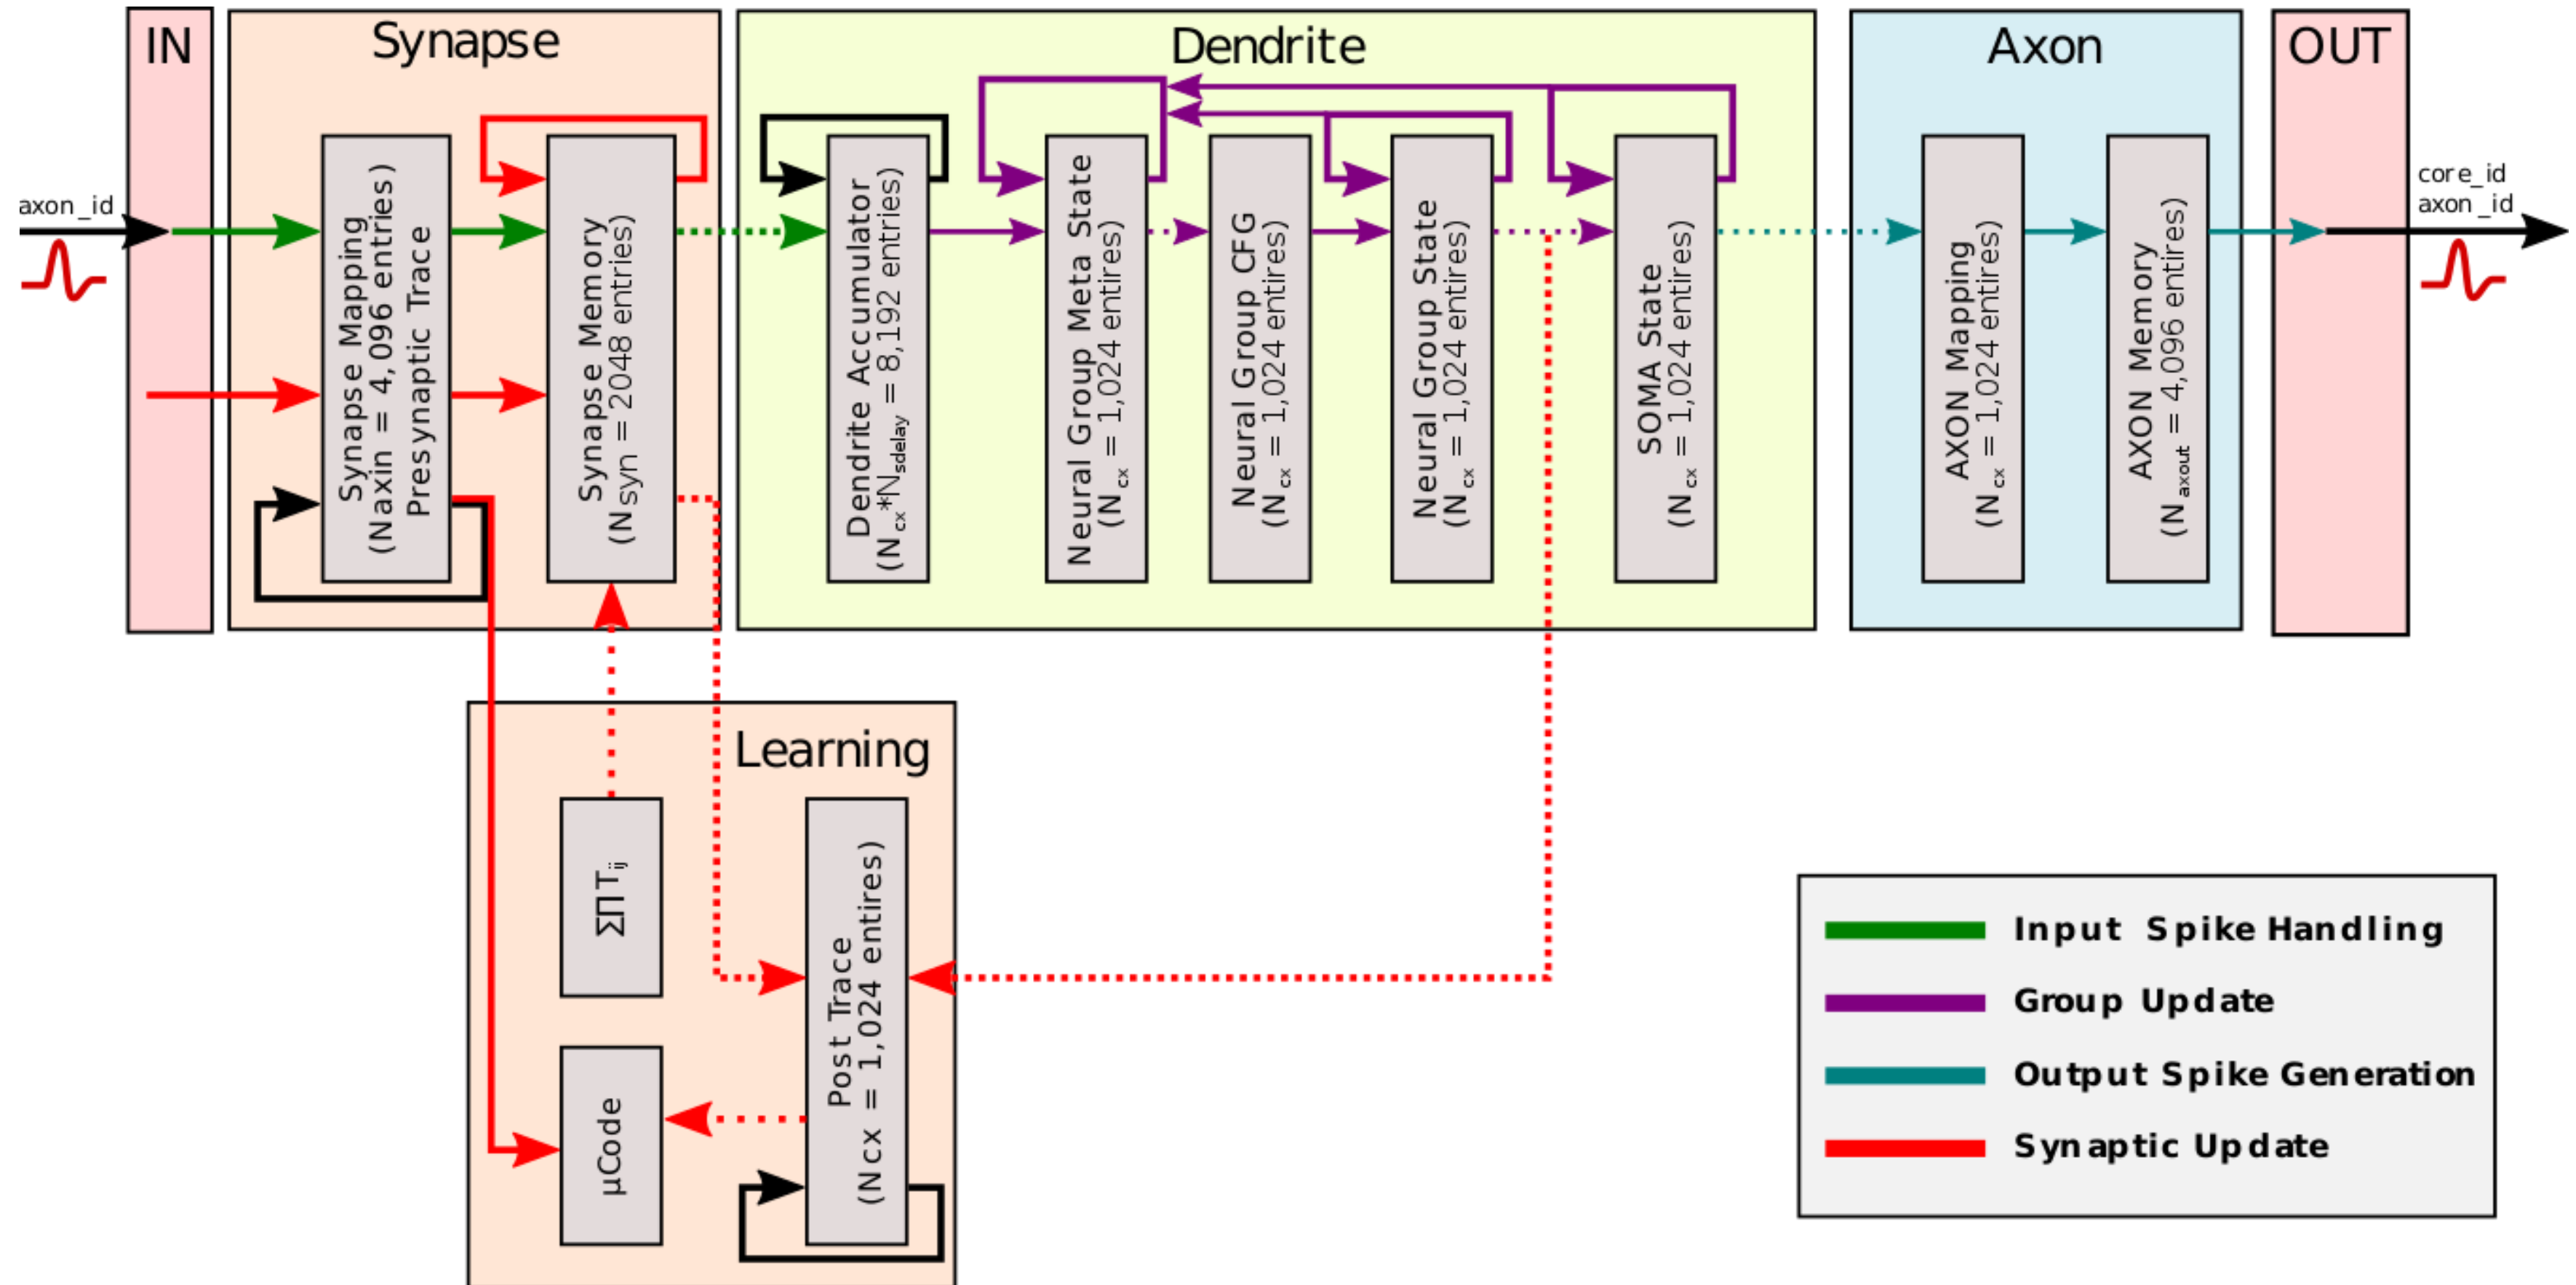 IN
Synapse
Dendrite
Axon
OUT
axon_id
Synapse Mapping
(Naxin = 4,096 entries)
Presynaptic Trace
Synapse Memory
(Nsyn = 2048 entries)
Dendrite Accumulator
(Ncx*Nsdelay = 8,192 entries)
Neural Group Meta State
(Ncx = 1,024 entires)
Neural Group CFG
(Ncx = 1,024 entires)
Neural Group State
(Ncx = 1,024 entires)
SOMA State
(Ncx = 1,024 entires)
AXON Mapping
(Ncx = 1,024 entires)
AXON Memory
(Naxout = 4,096 entires)
core_id
axon_id
Learning
ΣΠTij
µCode
Post Trace
(Ncx = 1,024 entires)
Input Spike Handling
Group Update
Output Spike Generation
Synaptic Update